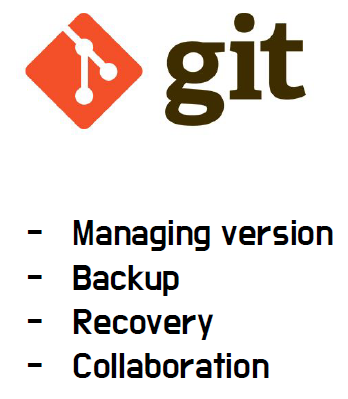 git
- Managing version
- Backup
- Recovery
- Collaboration